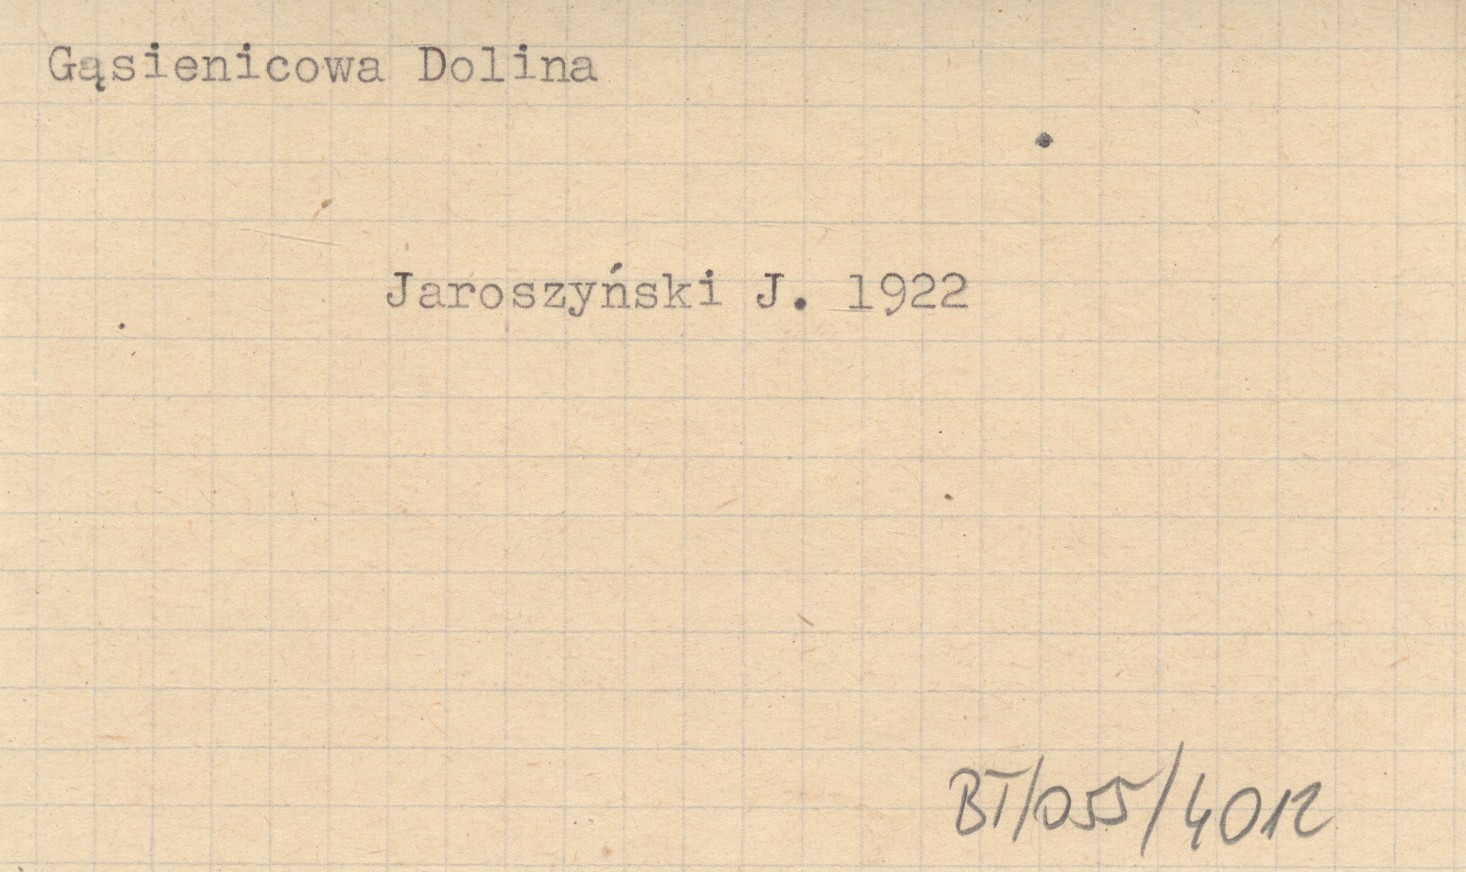 Gąsienicowa Dolina
Jaroszyński J. 1922
BT/055/4012